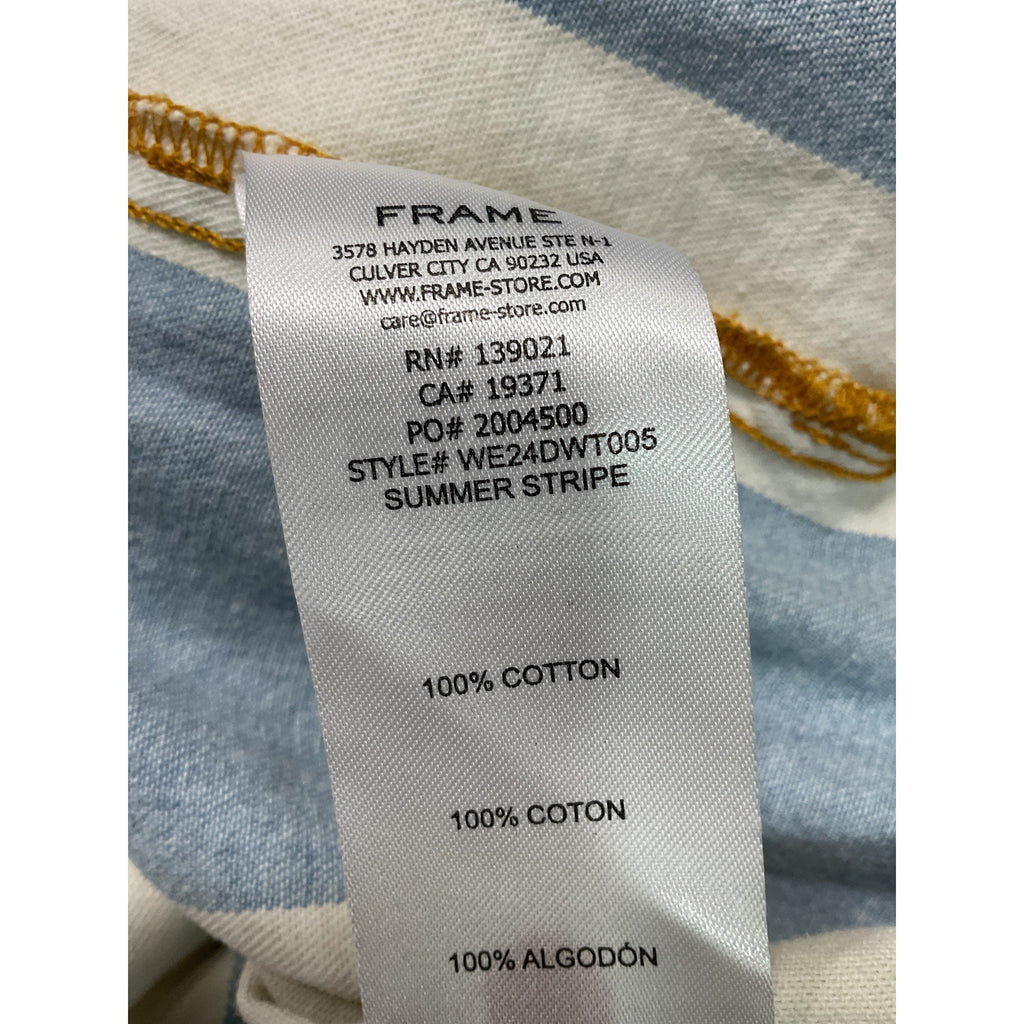 FRAME
3578 HAYDEN AVENUE STE N-1
CULVER CITY CA 90232 USA
WWW.FRAME-STORE.COM
care@frame-store.com
RN# 139021
CA# 19371
PO# 2004500
STYLE# WE24DWT005
SUMMER STRIPE
100% COTTON
100% COTON
100% ALGODÓN